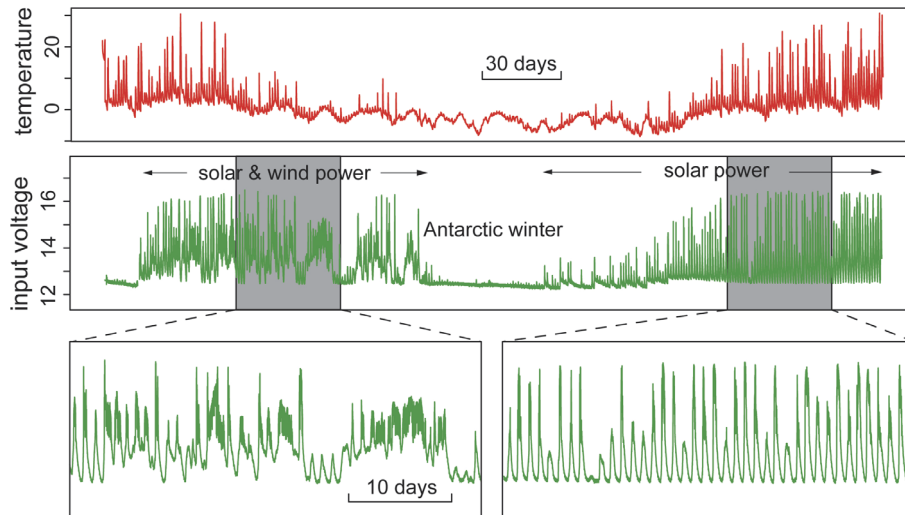 temperature
20
0
30 days
input voltage
16
14
12
solar & wind power
solar power
Antarctic winter
10 days